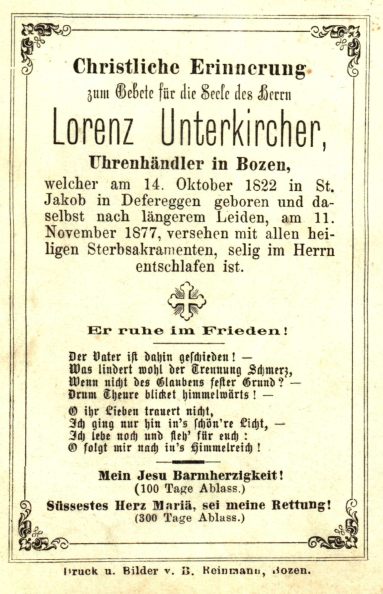 Christliche Erinnerung
zum Gebete für die Seele des Herrn
Lorenz Unterkircher,
Uhrenhändler in Bozen,
welcher am 14. Oktober 1822 in St.
Jakob in Defereggen geboren und da-
selbst nach längerem Leiden, am 11.
November 1877, versehen mit allen hei-
ligen Sterbsakramenten, selig im Herrn
entschlafen ist.
Er ruhe im Frieden!
Der Vater ist dahin geschieden! —
Was lindert wohl der Trennung Schmerz,
Wenn nicht des Glaubens fester Grund? —
Drum Theure blicket himmelwärts! —
O ihr Lieben trauert nicht,
Ich ging nur hin in's schön're Licht, —
Ich lebe noch und fleh' für euch:
O folgt mir nach in's Himmelreich!
Mein Jesu Barmherzigkeit!
(100 Tage Ablass.)
Süssestes Herz Mariä, sei meine Rettung!
(300 Tage Ablass.)
Druck u. Bilder v. B. Reinmann, Bozen.